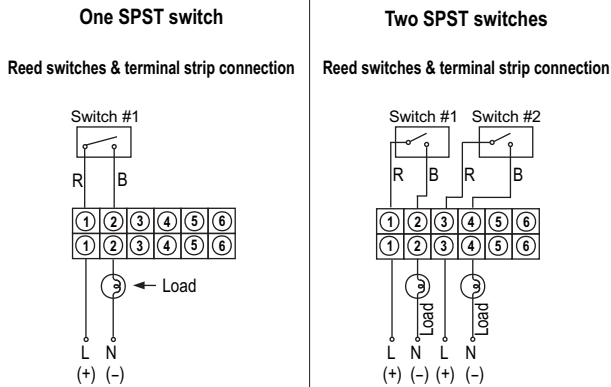 One SPST switch
Reed switches & terminal strip connection
Switch #1
R B
1 2 3 4 5 6
1 2 3 4 5 6
Load
L N
(+) (–)
Two SPST switches
Reed switches & terminal strip connection
Switch #1 Switch #2
R B R B
1 2 3 4 5 6
1 2 3 4 5 6
Load Load
L N L N
(+) (–) (+) (–)